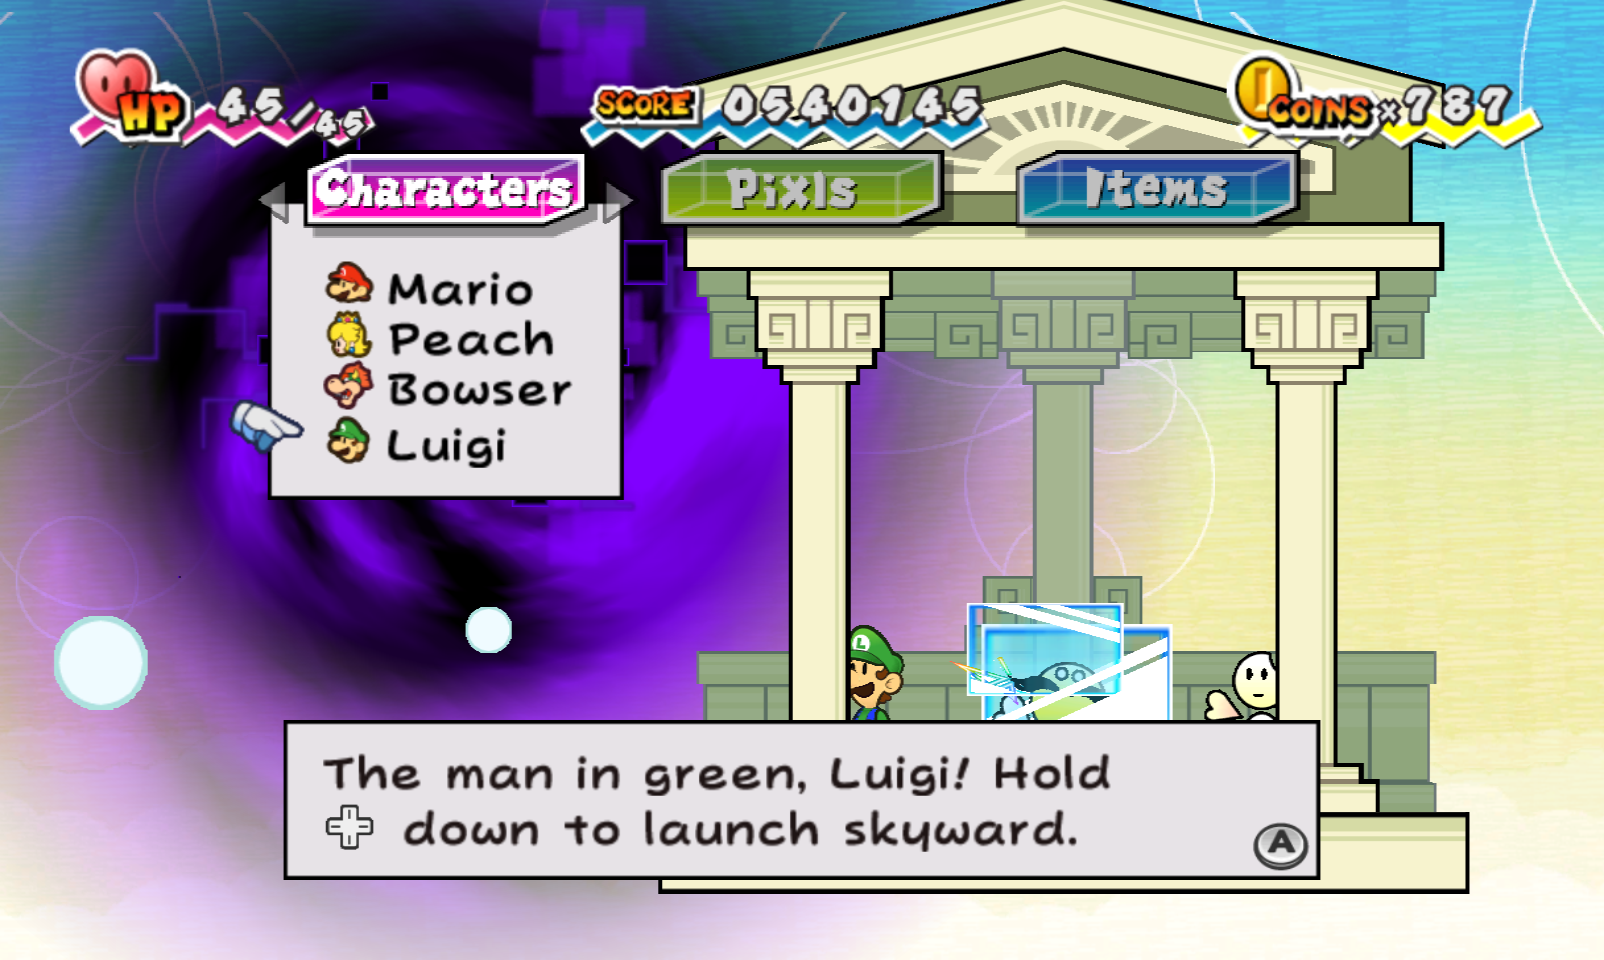 HP 45/45 SCORE 0540145 COINS×787
Characters Pixls Items
Mario
Peach
Bowser
Luigi
L
The man in green, Luigi! Hold
down to launch skyward.
A